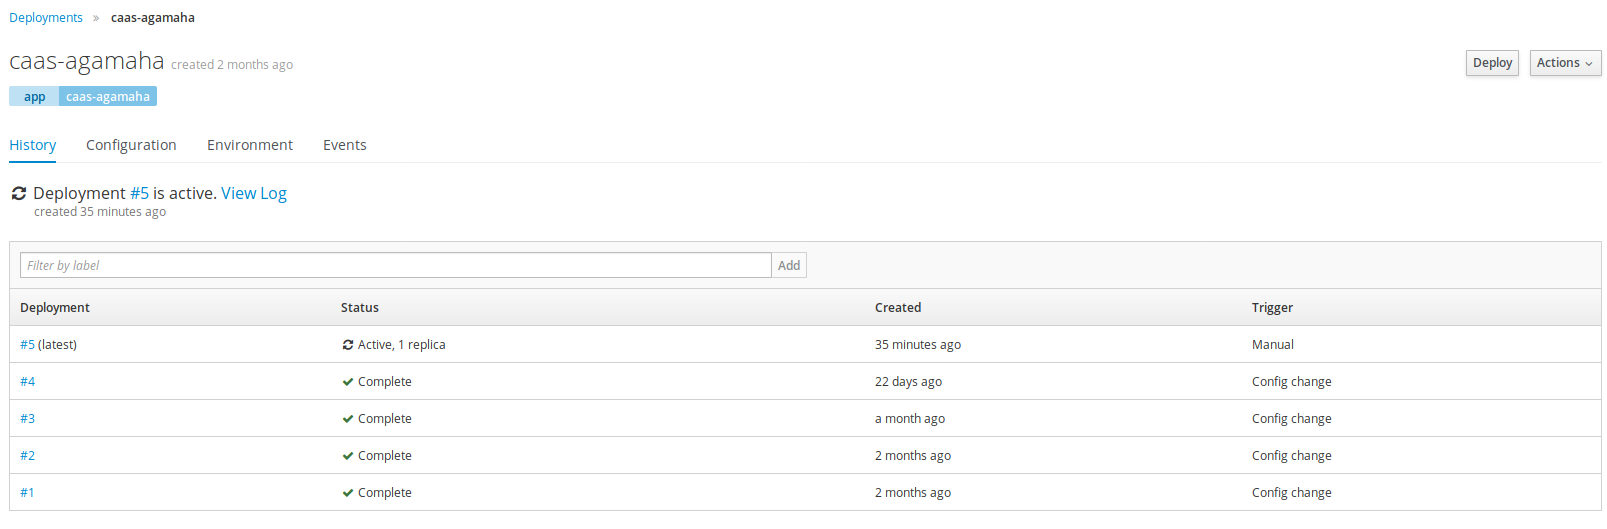 Deployments » caas-agamaha
caas-agamaha created 2 months ago
Deploy Actions
app caas-agamaha
History Configuration Environment Events
Deployment #5 is active. View Log
created 35 minutes ago
Filter by label Add
Deployment Status Created Trigger
#5 (latest) Active, 1 replica 35 minutes ago Manual
#4 Complete 22 days ago Config change
#3 Complete a month ago Config change
#2 Complete 2 months ago Config change
#1 Complete 2 months ago Config change